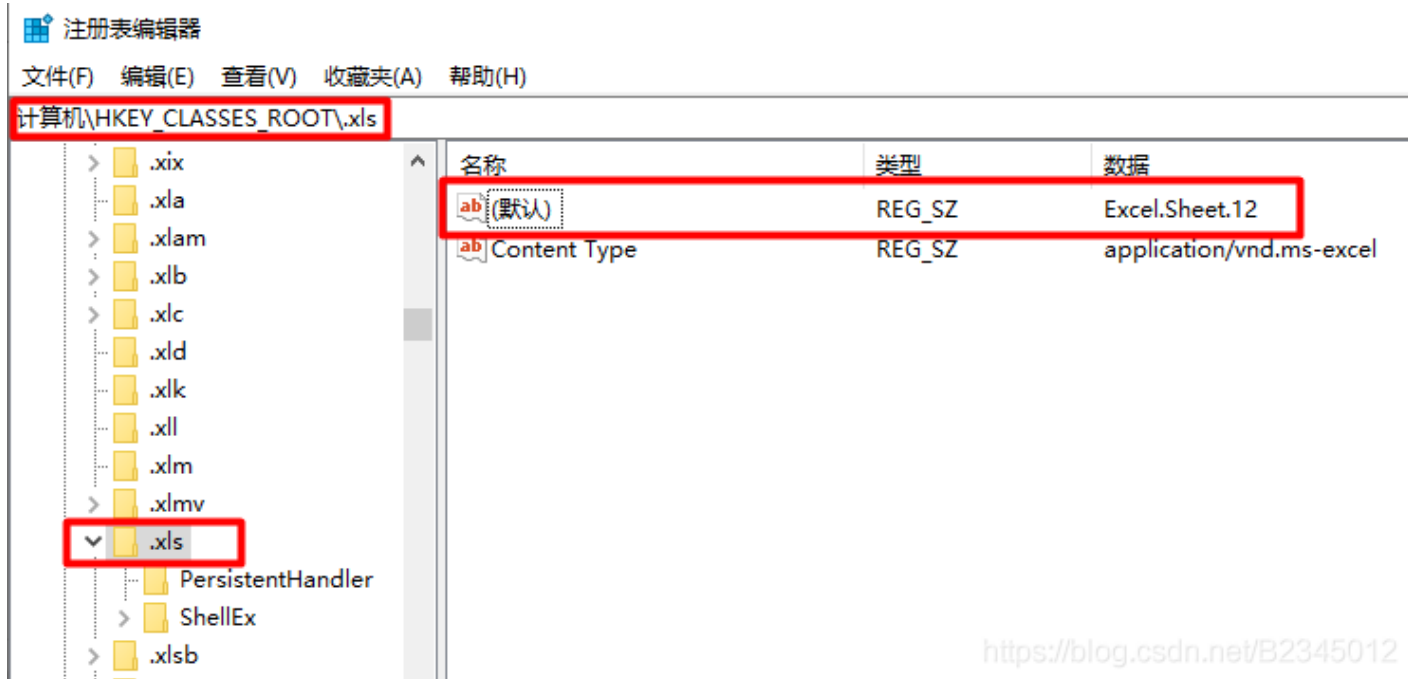 注册表编辑器
文件(F) 编辑(E) 查看(V) 收藏夹(A) 帮助(H)
计算机\HKEY_CLASSES_ROOT\.xls
.xix
.xla
.xlam
.xlb
.xlc
.xld
.xlk
.xll
.xlm
.xlmv
.xls
PersistentHandler
ShellEx
.xlsb
名称 类型 数据
ab (默认) REG_SZ Excel.Sheet.12
ab Content Type REG_SZ application/vnd.ms-excel
https://blog.csdn.net/B2345012